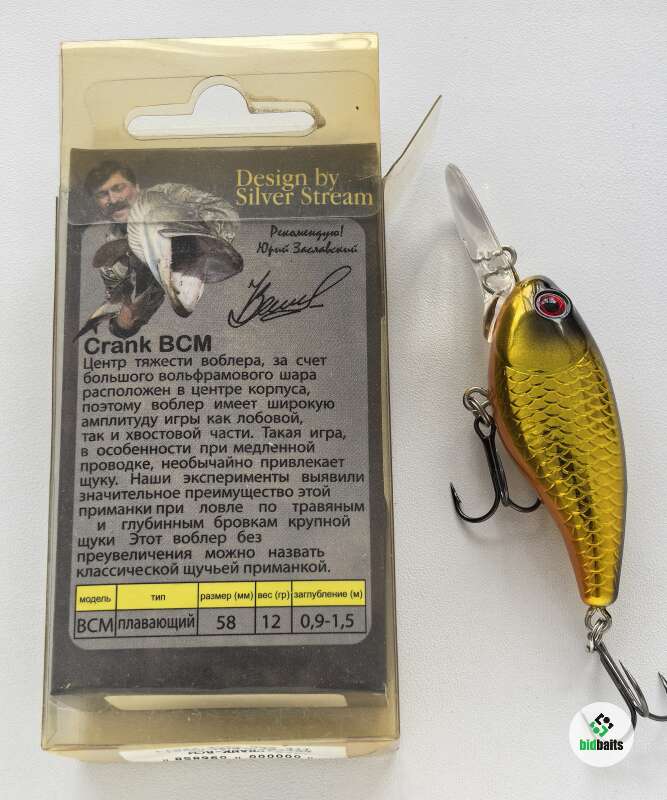 Design by
Silver Stream
Рекомендую!
Юрий Заславский
Crank BCM
Центр тяжести воблера, за счет
большого вольфрамового шара
расположен в центре корпуса,
поэтому воблер имеет широкую
амплитуду игры как лобовой,
так и хвостовой части. Такая игра,
в особенности при медленной
проводке, необычайно привлекает
щуку. Наши эксперименты выявили
значительное преимущество этой
приманки при ловле по травяным
и глубинным бровкам крупной
щуки Этот воблер без
преувеличения можно назвать
классической щучьей приманкой.
модель тип размер (мм) вес (гр) заглубление (м)
BCM плавающий 58 12 0,9-1,5
bidbaits